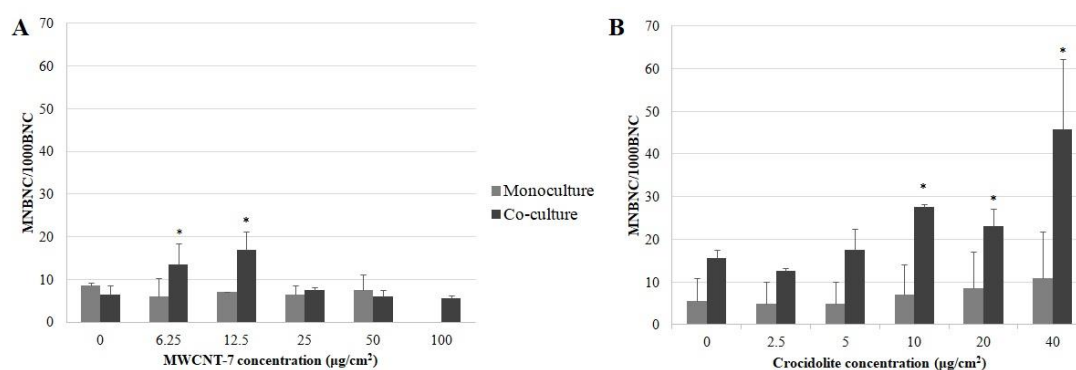 A
70
60
50
40
30
20
10
0
MNBNC/1000BNC
* *
0 6.25 12.5 25 50 100
MWCNT-7 concentration (µg/cm²)
Monoculture
Co-culture
B
70
60
50
40
30
20
10
0
MNBNC/1000BNC
* * *
0 2.5 5 10 20 40
Crocidolite concentration (µg/cm²)